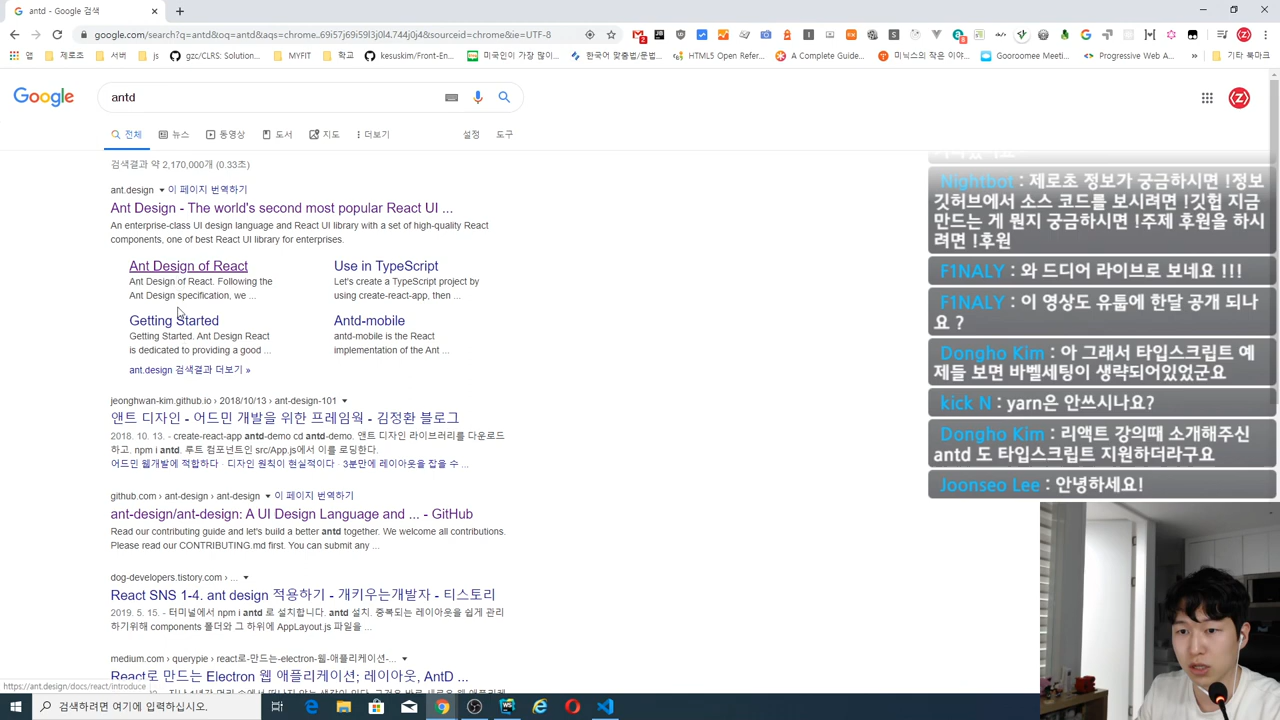 antd - Google 검색
google.com/search?q=antd&oq=antd&aqs=chrome..69i57j69i59l3j0l4.744j0j4&sourceid=chrome&ie=UTF-8
앱
제로초
서버
js
gzc/CLRS: Solution...
MYFIT
학교
kesuskim/Front-En...
미국인이 가장 많이...
한국어 맞춤법/문법...
HTML5 Open Refer...
A Complete Guide...
미닉스의 작은 이야...
Gooroomee Meeti...
Progressive Web A...
»
기타 북마크
Google
antd
전체
뉴스
동영상
도서
지도
더보기
설정
도구
검색결과 약 2,170,000개 (0.33초)
ant.design
이 페이지 번역하기
Ant Design - The world's second most popular React UI ...
An enterprise-class UI design language and React UI library with a set of high-quality React
components, one of best React UI library for enterprises.
Ant Design of React
Ant Design of React. Following the
Ant Design specification, we ...
Use in TypeScript
Let's create a TypeScript project by
using create-react-app, then ...
Getting Started
Getting Started. Ant Design React
is dedicated to providing a good ...
Antd-mobile
antd-mobile is the React
implementation of the Ant ...
ant.design 검색결과 더보기 »
jeonghwan-kim.github.io › 2018/10/13 › ant-design-101
앤트 디자인 - 어드민 개발을 위한 프레임웍 - 김정환 블로그
2018. 10. 13. - create-react-app antd-demo cd antd-demo. 앤트 디자인 라이브러리를 다운로드
하고. npm i antd. 루트 컴포넌트인 src/App.js에서 이를 로딩한다.
어드민 웹개발에 적합하다 · 디자인 원칙이 현실적이다 · 3분만에 레이아웃을 잡을 수 ...
github.com › ant-design › ant-design
이 페이지 번역하기
ant-design/ant-design: A UI Design Language and ... - GitHub
Read our contributing guide and let's build a better antd together. We welcome all contributions.
Please read our CONTRIBUTING.md first. You can submit any ...
dog-developers.tistory.com › ...
React SNS 1-4. ant design 적용하기 - 개키우는개발자 - 티스토리
2019. 5. 15. - 터미널에서 npm i antd 로 설치합니다. antd 설치. 중복되는 레이아웃을 쉽게 관리
하기위해 components 폴더와 그 하위에 AppLayout.js 파일을 ...
medium.com › querypie › react로-만드는-electron-웹-애플리케이션-...
React로 만드는 Electron 웹 애플리케이션; 레이아웃, AntD ...
https://ant.design/docs/react/introduce
Nightbot : 제로초 정보가 궁금하시면 !정보
깃허브에서 소스 코드를 보시려면 !깃헙 지금
만드는 게 뭔지 궁금하시면 !주제 후원을 하시
려면 !후원
F1NALY : 와 드디어 라이브로 보네요 !!!
F1NALY : 이 영상도 유툽에 한달 공개 되나
요 ?
Dongho Kim : 아 그래서 타입스크립트 예
제들 보면 바벨세팅이 생략되어있었군요
kick N : yarn은 안쓰시나요?
Dongho Kim : 리액트 강의때 소개해주신
antd 도 타입스크립트 지원하더라구요
Joonseo Lee : 안녕하세요!
검색하려면 여기에 입력하십시오.